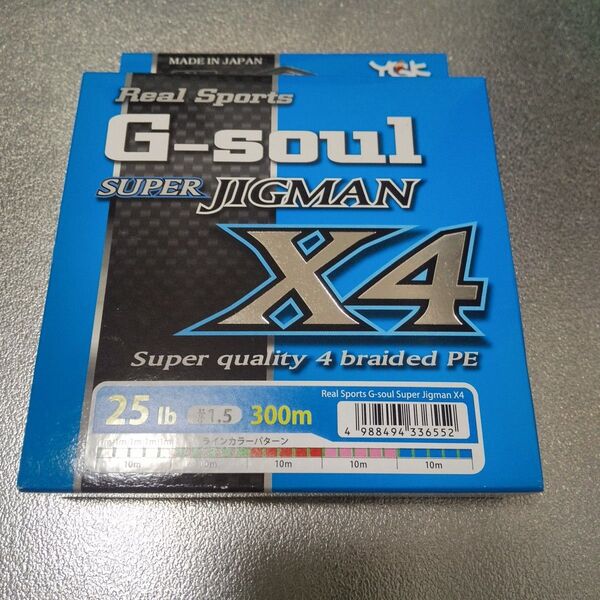 MADE IN JAPAN
YGK
Real Sports
G-soul
SUPER JIGMAN
X4
Super quality 4 braided PE
Real Sports G-soul Super Jigman X4
25 lb #1.5 300m
4 988494 336552
ラインカラーパターン
10m 10m 10m 10m 10m